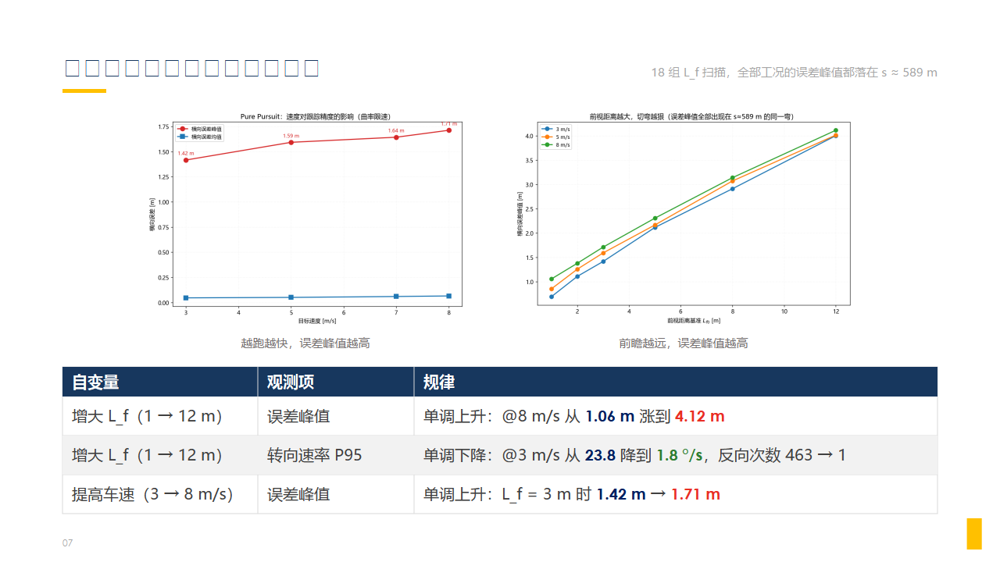 18 组 L_f 扫描，全部工况的误差峰值都落在 s ≈ 589 m
Pure Pursuit：速度对跟踪精度的影响（曲率限速）
横向误差峰值
横向误差均值
1.42 m
1.59 m
1.64 m
1.71 m
1.75
1.50
1.25
1.00
0.75
0.50
0.25
0.00
横向误差 [m]
3 4 5 6 7 8
目标速度 [m/s]
越跑越快，误差峰值越高
前视距离越大，切弯越狠（误差峰值全部出现在 s≈589 m 的同一弯）
3 m/s
5 m/s
8 m/s
4.0
3.5
3.0
2.5
2.0
1.5
1.0
横向误差峰值 [m]
2 4 6 8 10 12
前视距离基准 L_f0 [m]
前瞻越远，误差峰值越高
自变量 观测项 规律
增大 L_f（1 → 12 m） 误差峰值 单调上升：@8 m/s 从 1.06 m 涨到 4.12 m
增大 L_f（1 → 12 m） 转向速率 P95 单调下降：@3 m/s 从 23.8 降到 1.8 °/s，反向次数 463 → 1
提高车速（3 → 8 m/s） 误差峰值 单调上升：L_f = 3 m 时 1.42 m → 1.71 m
07